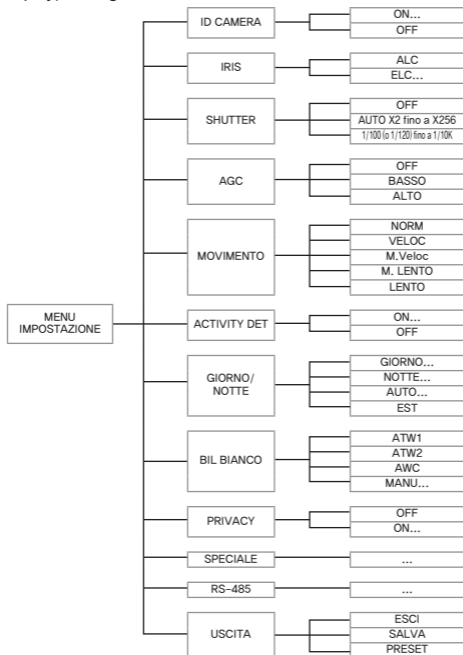 MENU
IMPOSTAZIONE
ID CAMERA
ON...
OFF
IRIS
ALC
ELC...
SHUTTER
OFF
AUTO X2 fino a X256
1/100 (o 1/120) fino a 1/10K
AGC
OFF
BASSO
ALTO
MOVIMENTO
NORM
VELOC
M.Veloc
M. LENTO
LENTO
ACTIVITY DET
ON...
OFF
GIORNO/
NOTTE
GIORNO...
NOTTE...
AUTO...
EST
BIL BIANCO
ATW1
ATW2
AWC
MANU...
PRIVACY
OFF
ON...
SPECIALE
...
RS-485
...
USCITA
ESCI
SALVA
PRESET